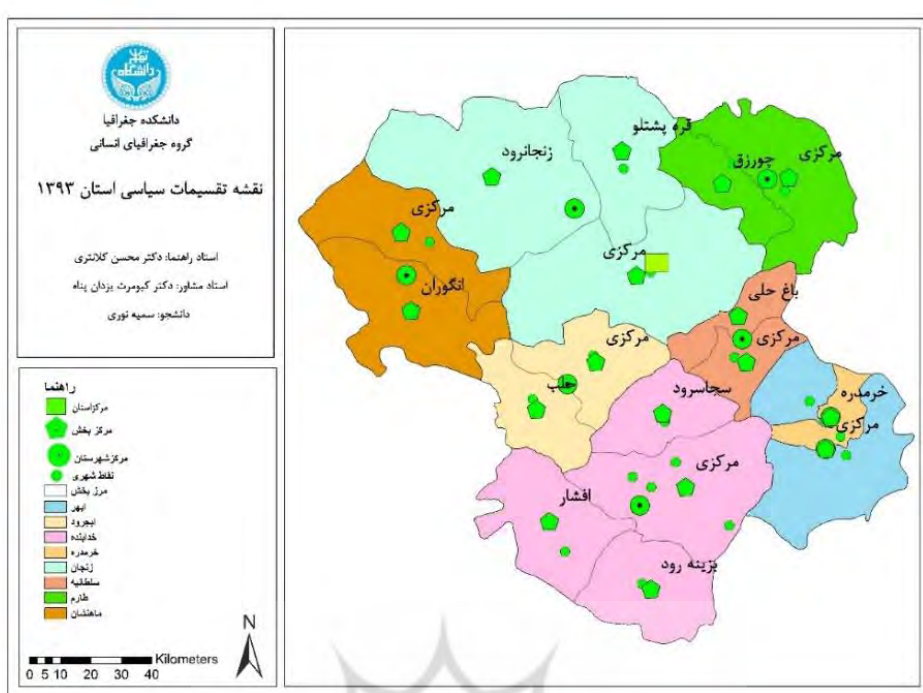 دانشکده جغرافیا
گروه جغرافیای انسانی
نقشه تقسیمات سیاسی استان ۱۳۹۳
استاد راهنما: دکتر محسن کلانتری
استاد مشاور: دکتر کیومرث یزدان پناه
دانشجو: سمیه نوری
راهنما
مرکزاستان
مرکز بخش
مرکزشهرستان
نقاط شهری
مرز بخش
ابهر
ایجرود
خدابنده
خرمدره
زنجان
سلطانیه
طارم
ماهنشان
N
Kilometers
0 5 10 20 30 40
قره پشتلو
زنجانرود
چورزق
مرکزی
مرکزی
مرکزی
انگوران
باغ حلی
مرکزی
مرکزی
حلب
سجاسرود
خرمدره
مرکزی
مرکزی
افشار
بزینه رود